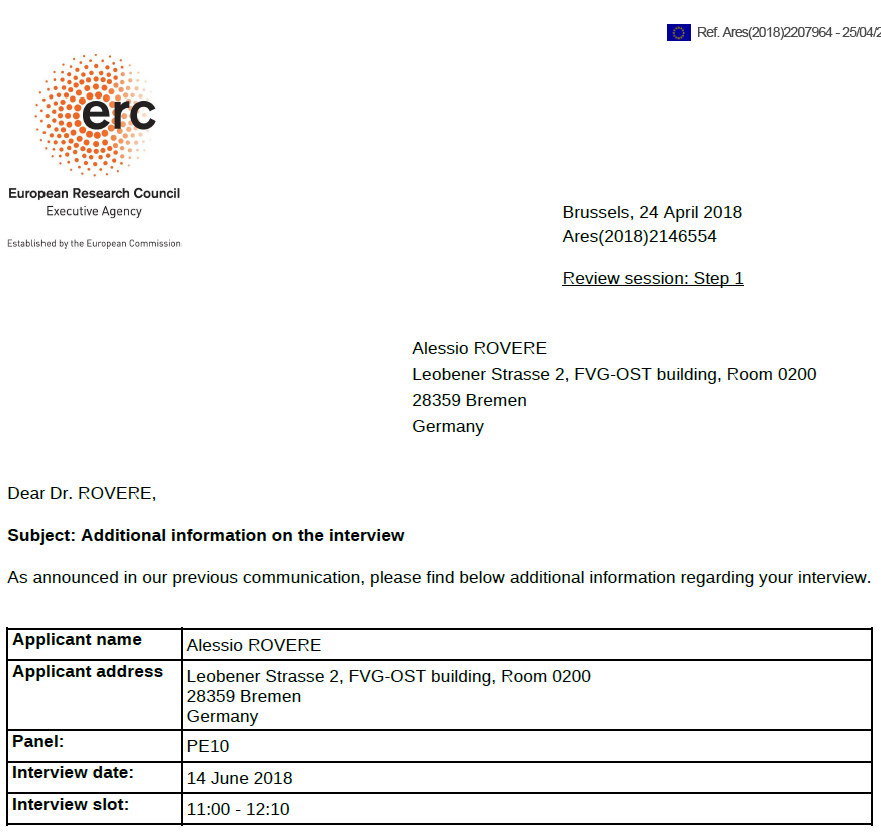 Ref. Ares(2018)2207964 - 25/04/2
erc
European Research Council
Executive Agency
Established by the European Commission
Brussels, 24 April 2018
Ares(2018)2146554
Review session: Step 1
Alessio ROVERE
Leobener Strasse 2, FVG-OST building, Room 0200
28359 Bremen
Germany
Dear Dr. ROVERE,
Subject: Additional information on the interview
As announced in our previous communication, please find below additional information regarding your interview.
Applicant name Alessio ROVERE
Applicant address Leobener Strasse 2, FVG-OST building, Room 0200
28359 Bremen
Germany
Panel: PE10
Interview date: 14 June 2018
Interview slot: 11:00 - 12:10